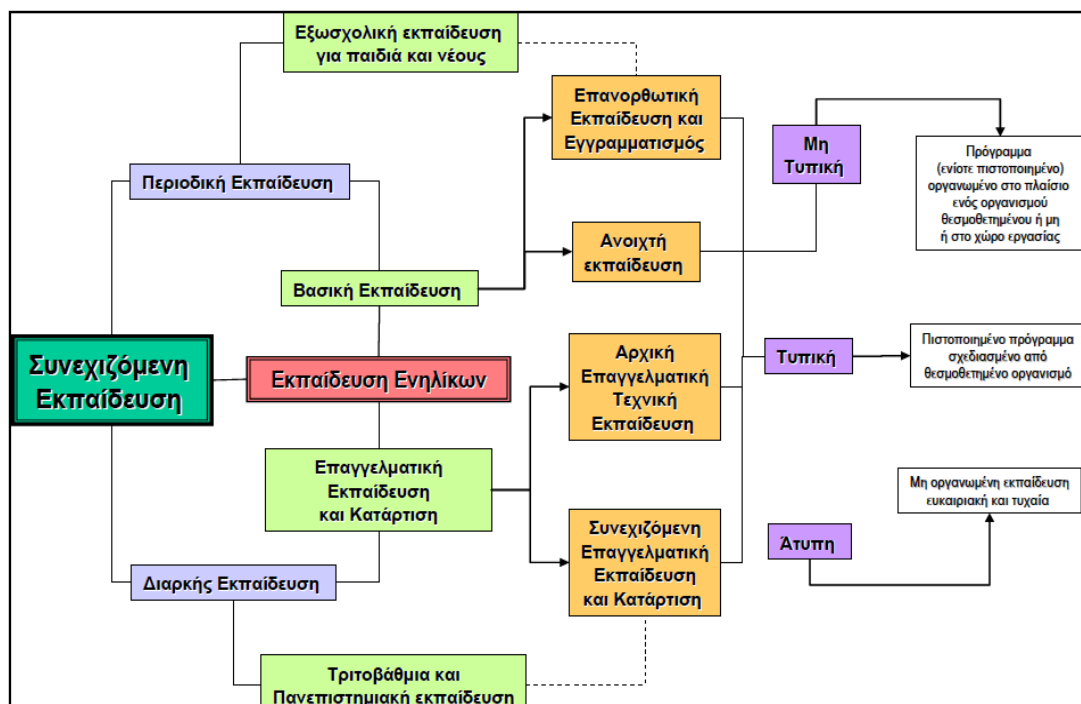 Εξωσχολική εκπαίδευση
για παιδιά και νέους
Επανορθωτική
Εκπαίδευση και
Εγγραμματισμός
Μη
Τυπική
Πρόγραμμα
(ενίοτε πιστοποιημένο)
οργανωμένο στο πλαίσιο
ενός οργανισμού
θεσμοθετημένου ή μη
ή στο χώρο εργασίας
Περιοδική Εκπαίδευση
Ανοιχτή
εκπαίδευση
Βασική Εκπαίδευση
Συνεχιζόμενη
Εκπαίδευση
Εκπαίδευση Ενηλίκων
Αρχική
Επαγγελματική
Τεχνική
Εκπαίδευση
Τυπική
Πιστοποιημένο πρόγραμμα
σχεδιασμένο από
θεσμοθετημένο οργανισμό
Επαγγελματική
Εκπαίδευση
και Κατάρτιση
Μη οργανωμένη εκπαίδευση
ευκαιριακή και τυχαία
Συνεχιζόμενη
Επαγγελματική
Εκπαίδευση
και Κατάρτιση
Άτυπη
Διαρκής Εκπαίδευση
Τριτοβάθμια και
Πανεπιστημιακή εκπαίδευση